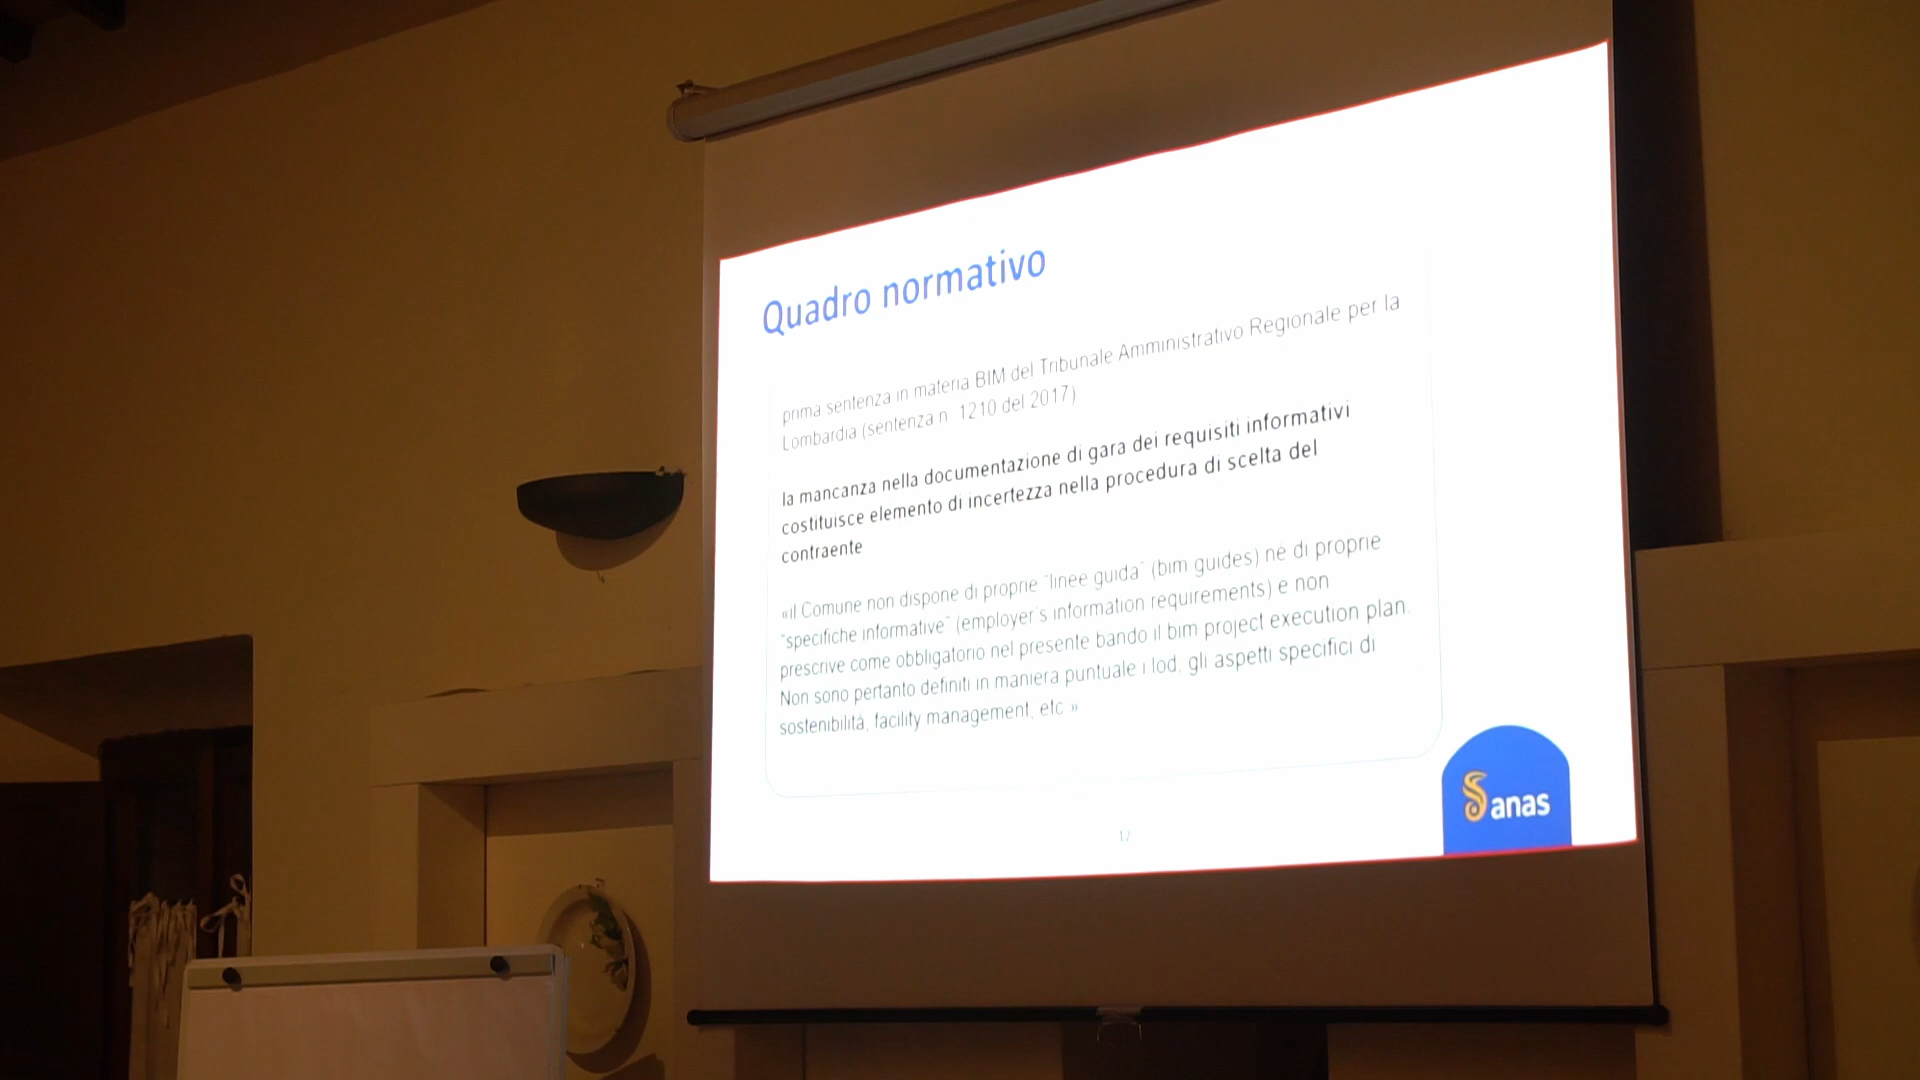 Quadro normativo
prima sentenza in materia BIM del Tribunale Amministrativo Regionale per la
Lombardia (sentenza n. 1210 del 2017)
la mancanza nella documentazione di gara dei requisiti informativi
costituisce elemento di incertezza nella procedura di scelta del
contraente
«il Comune non dispone di proprie “linee guida” (bim guides) né di proprie
“specifiche informative” (employer’s information requirements) e non
prescrive come obbligatorio nel presente bando il bim project execution plan.
Non sono pertanto definiti in maniera puntuale i lod, gli aspetti specifici di
sostenibilità, facility management, etc.»
anas